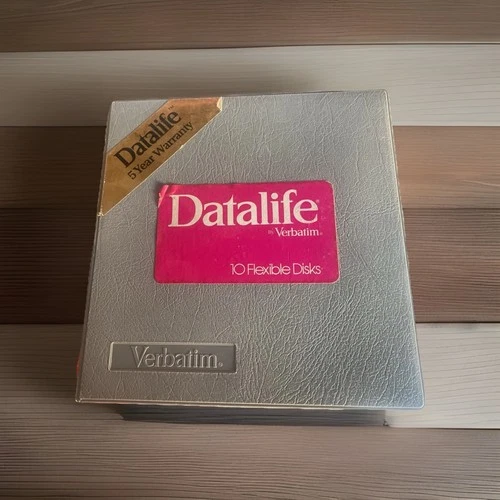 Datalife
5 Year Warranty
Datalife®
by Verbatim®
10 Flexible Disks
Verbatim®